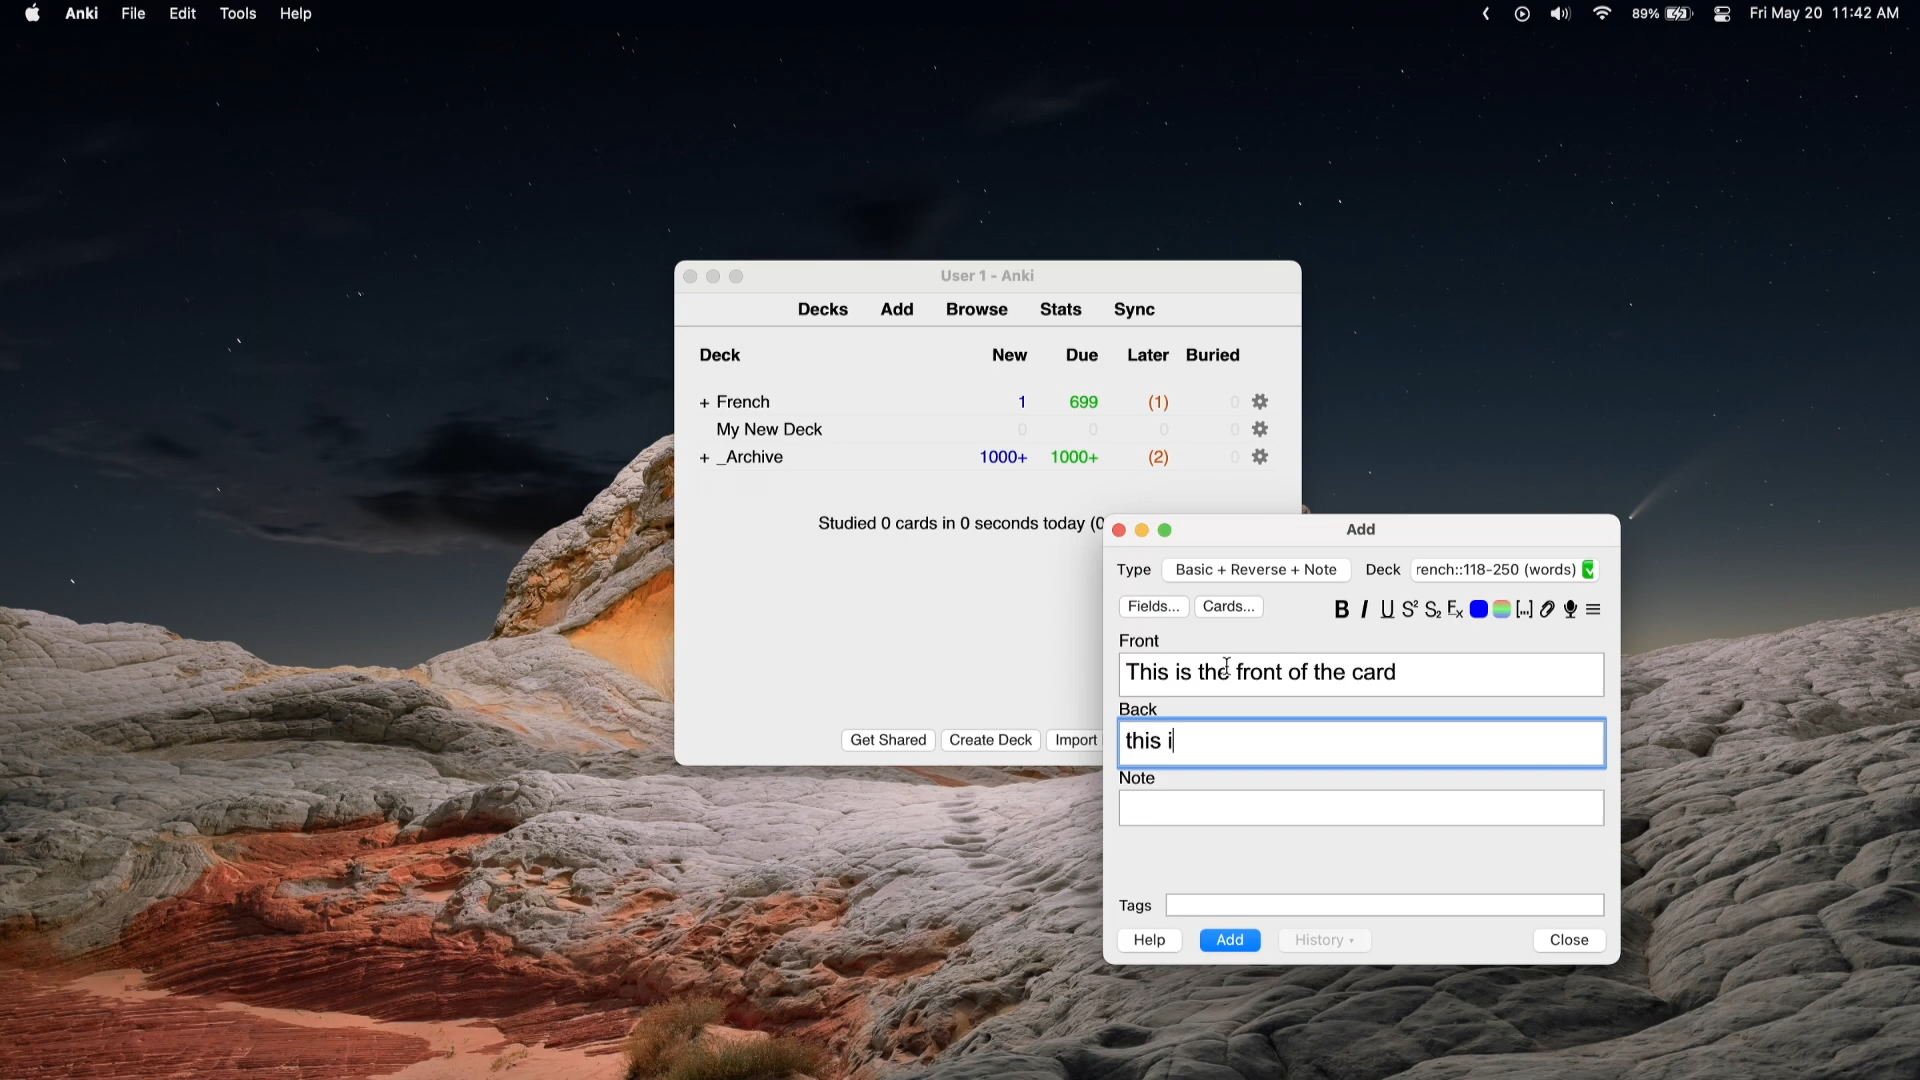 Anki File Edit Tools Help
89% Fri May 20 11:42 AM
User 1 - Anki
Decks Add Browse Stats Sync
Deck New Due Later Buried
+ French 1 699 (1) 0
My New Deck 0 0 0 0
+ _Archive 1000+ 1000+ (2) 0
Studied 0 cards in 0 seconds today (0
Get Shared Create Deck Import
Add
Type Basic + Reverse + Note Deck rench::118-250 (words)
Fields... Cards... B I U S² S₂ Fx [...]
Front
This is the front of the card
Back
this i
Note
Tags
Help Add History Close